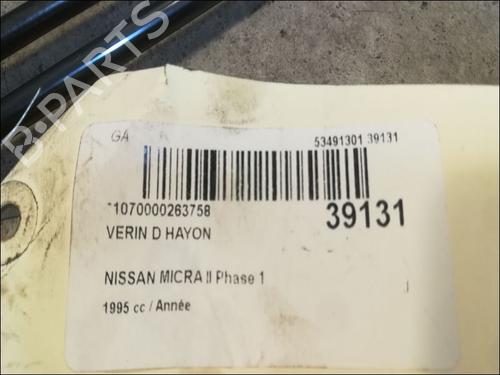 B-PARTS
GA
53491301 39131
*1070000263758
39131
VERIN D HAYON
NISSAN MICRA II Phase 1
1995 cc / Année